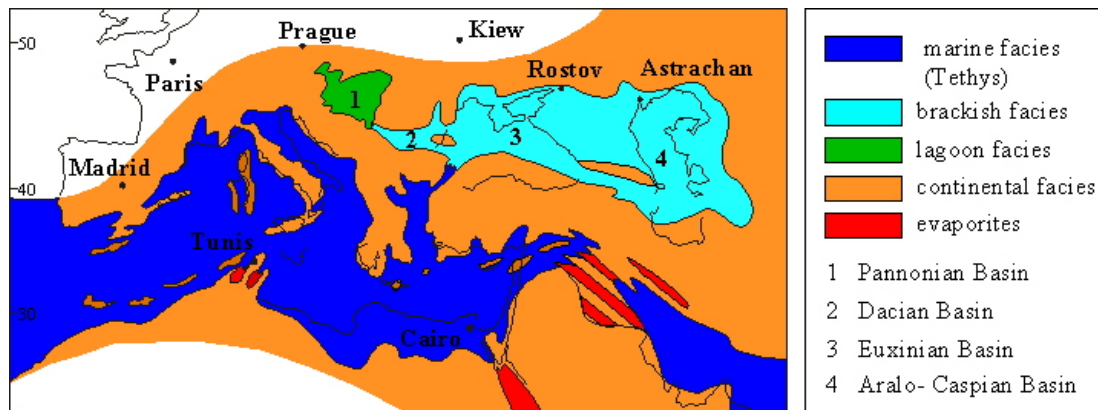 50
Prague
Kiew
Paris
Rostov
Astrachan
1
2
3
4
Madrid
40
Tunis
30
Cairo
marine facies
(Tethys)
brackish facies
lagoon facies
continental facies
evaporites
1 Pannonian Basin
2 Dacian Basin
3 Euxinian Basin
4 Aralo- Caspian Basin